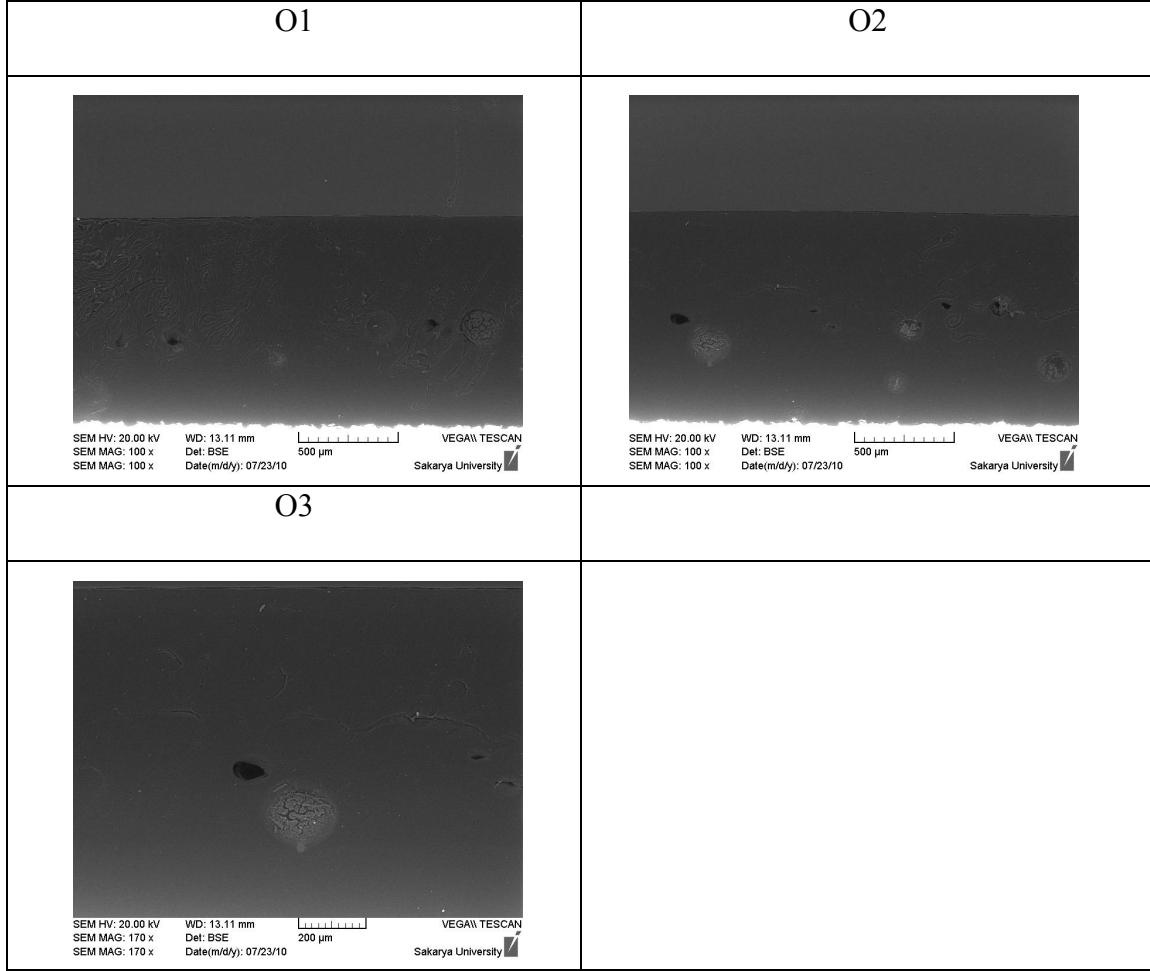 O1
O2
SEM HV: 20.00 kV WD: 13.11 mm VEGA\\ TESCAN
SEM MAG: 100 x Det: BSE 500 µm
SEM MAG: 100 x Date(m/d/y): 07/23/10 Sakarya University
SEM HV: 20.00 kV WD: 13.11 mm VEGA\\ TESCAN
SEM MAG: 100 x Det: BSE 500 µm
SEM MAG: 100 x Date(m/d/y): 07/23/10 Sakarya University
O3
SEM HV: 20.00 kV WD: 13.11 mm VEGA\\ TESCAN
SEM MAG: 170 x Det: BSE 200 µm
SEM MAG: 170 x Date(m/d/y): 07/23/10 Sakarya University